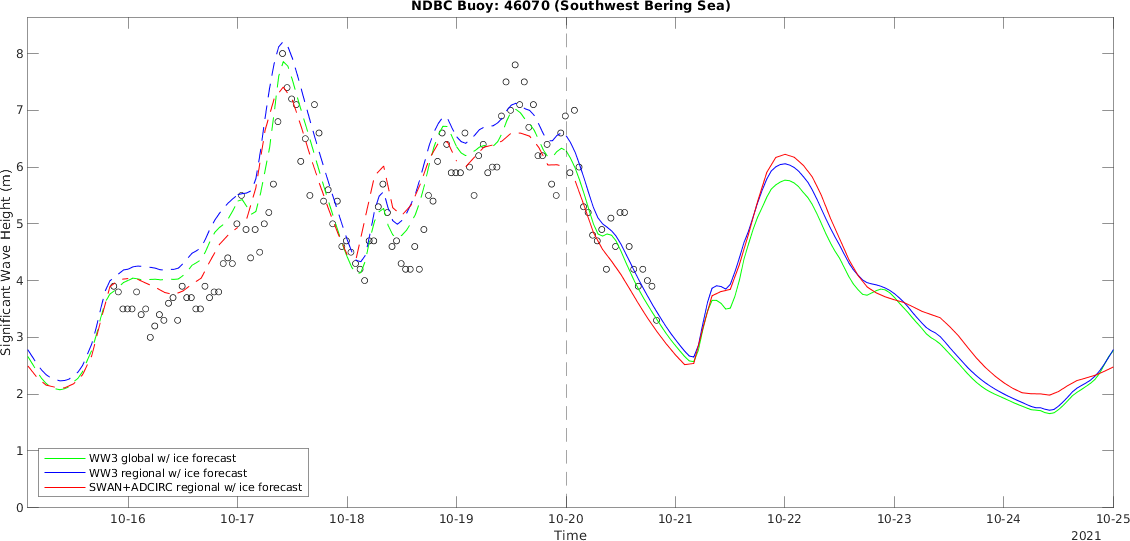 NDBC Buoy: 46070 (Southwest Bering Sea)
Significant Wave Height (m)
8
7
6
5
4
3
2
1
0
WW3 global w/ ice forecast
WW3 regional w/ ice forecast
SWAN+ADCIRC regional w/ ice forecast
10-16 10-17 10-18 10-19 10-20 10-21 10-22 10-23 10-24 10-25
Time
2021